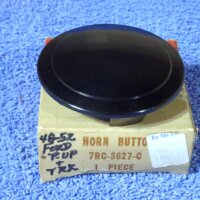 HORN BUTTON
7RC-3627-C
1 PIECE
48-52
FORD
P.UP
&
TRK